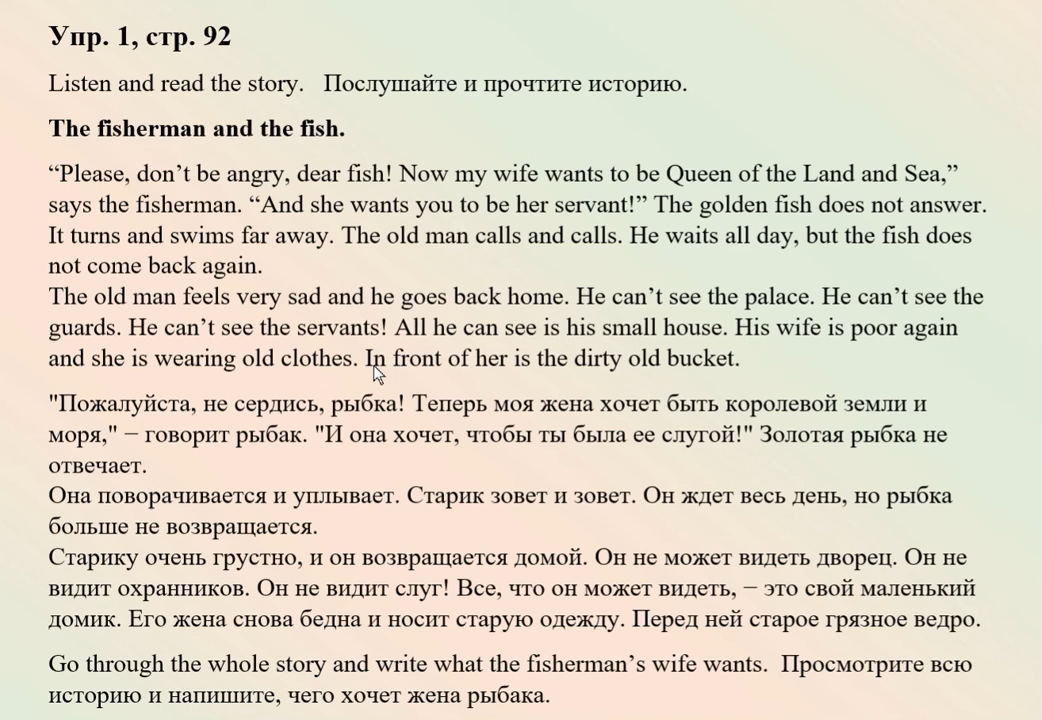 Упр. 1, стр. 92
Listen and read the story. Послушайте и прочтите историю.
The fisherman and the fish.
“Please, don’t be angry, dear fish! Now my wife wants to be Queen of the Land and Sea,”
says the fisherman. “And she wants you to be her servant!” The golden fish does not answer.
It turns and swims far away. The old man calls and calls. He waits all day, but the fish does
not come back again.
The old man feels very sad and he goes back home. He can’t see the palace. He can’t see the
guards. He can’t see the servants! All he can see is his small house. His wife is poor again
and she is wearing old clothes. In front of her is the dirty old bucket.
"Пожалуйста, не сердись, рыбка! Теперь моя жена хочет быть королевой земли и
моря," − говорит рыбак. "И она хочет, чтобы ты была ее слугой!" Золотая рыбка не
отвечает.
Она поворачивается и уплывает. Старик зовет и зовет. Он ждет весь день, но рыбка
больше не возвращается.
Старику очень грустно, и он возвращается домой. Он не может видеть дворец. Он не
видит охранников. Он не видит слуг! Все, что он может видеть, − это свой маленький
домик. Его жена снова бедна и носит старую одежду. Перед ней старое грязное ведро.
Go through the whole story and write what the fisherman’s wife wants. Просмотрите всю
историю и напишите, чего хочет жена рыбака.